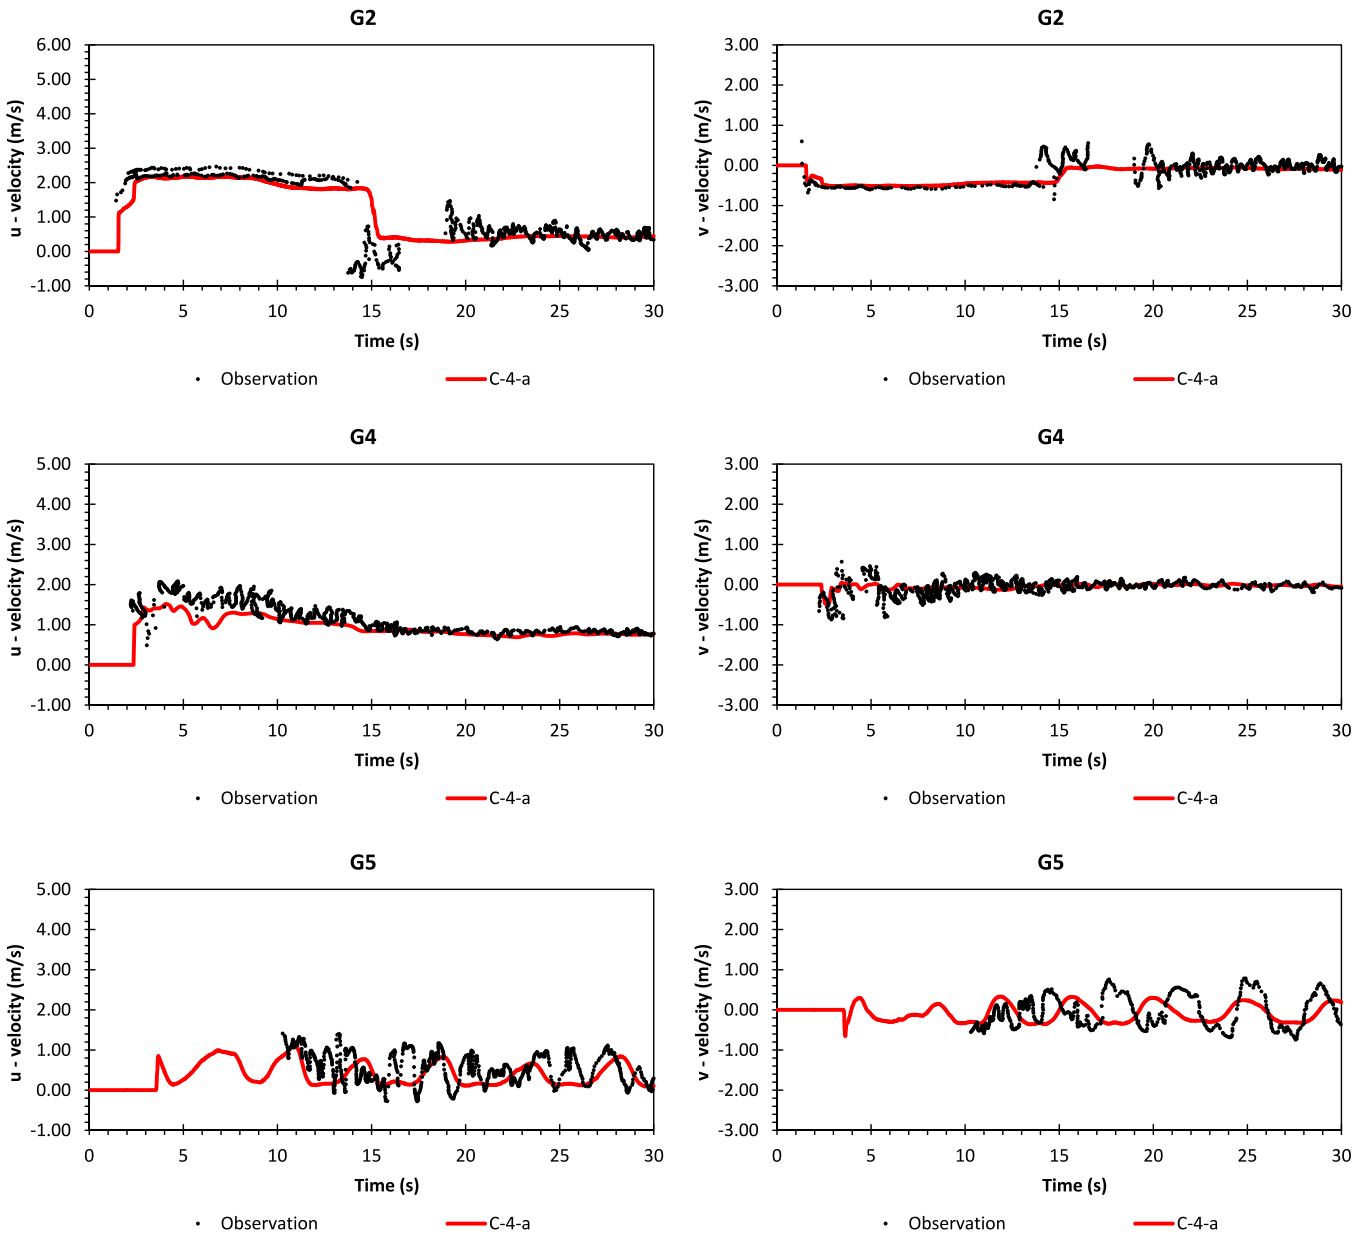 G2
6.00
5.00
4.00
3.00
2.00
1.00
0.00
-1.00
u - velocity (m/s)
0 5 10 15 20 25 30
Time (s)
Observation C-4-a
G2
3.00
2.00
1.00
0.00
-1.00
-2.00
-3.00
v - velocity (m/s)
0 5 10 15 20 25 30
Time (s)
Observation C-4-a
G4
5.00
4.00
3.00
2.00
1.00
0.00
-1.00
u - velocity (m/s)
0 5 10 15 20 25 30
Time (s)
Observation C-4-a
G4
3.00
2.00
1.00
0.00
-1.00
-2.00
-3.00
v - velocity (m/s)
0 5 10 15 20 25 30
Time (s)
Observation C-4-a
G5
5.00
4.00
3.00
2.00
1.00
0.00
-1.00
u - velocity (m/s)
0 5 10 15 20 25 30
Time (s)
Observation C-4-a
G5
3.00
2.00
1.00
0.00
-1.00
-2.00
-3.00
v - velocity (m/s)
0 5 10 15 20 25 30
Time (s)
Observation C-4-a